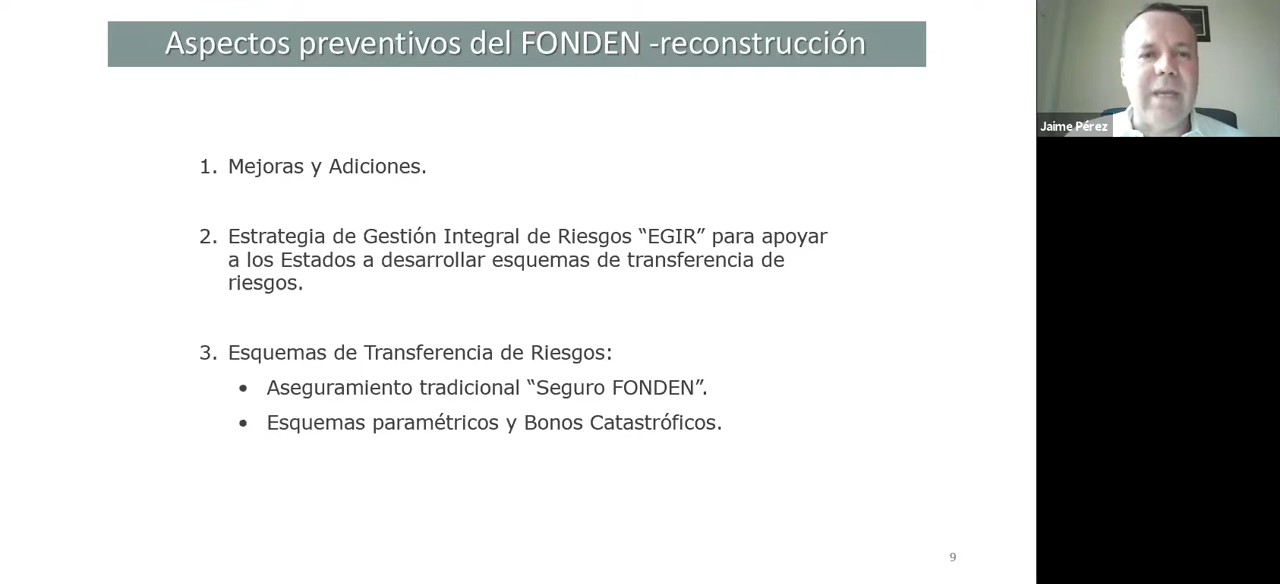 Aspectos preventivos del FONDEN -reconstrucción
Jaime Pérez
1. Mejoras y Adiciones.
2. Estrategia de Gestión Integral de Riesgos “EGIR” para apoyar
a los Estados a desarrollar esquemas de transferencia de
riesgos.
3. Esquemas de Transferencia de Riesgos:
• Aseguramiento tradicional “Seguro FONDEN”.
• Esquemas paramétricos y Bonos Catastróficos.
9